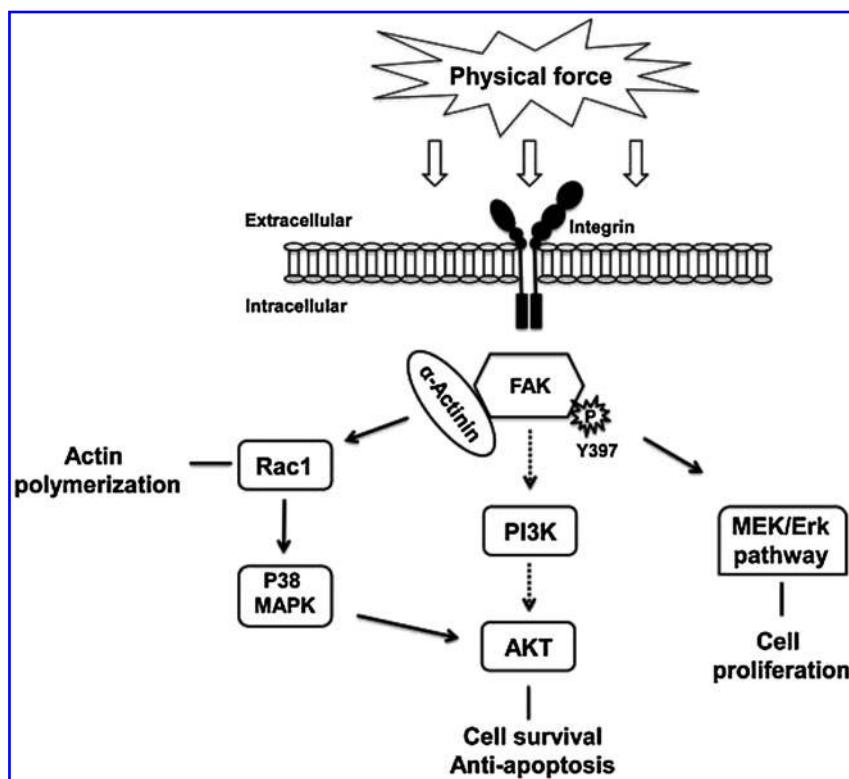 Physical force
Extracellular
Integrin
Intracellular
α-Actinin
FAK
P
Y397
Actin
polymerization
Rac1
PI3K
MEK/Erk
pathway
P38
MAPK
AKT
Cell
proliferation
Cell survival
Anti-apoptosis